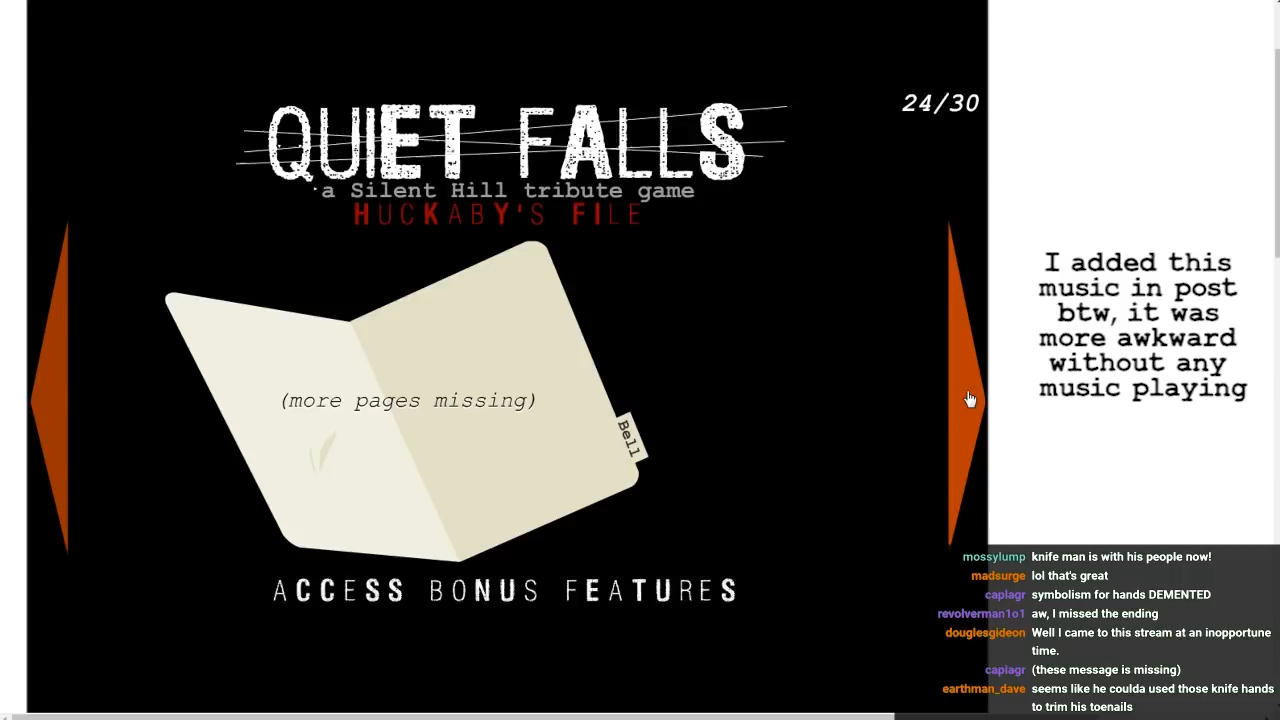 24/30
QUIET FALLS
a Silent Hill tribute game
HUCKABY'S FILE
(more pages missing)
Bell
ACCESS BONUS FEATURES
I added this
music in post
btw, it was
more awkward
without any
music playing
mossylump knife man is with his people now!
madsurge lol that's great
caplagr symbolism for hands DEMENTED
revolverman1o1 aw, I missed the ending
douglesgideon Well I came to this stream at an inopportune
time.
caplagr (these message is missing)
earthman_dave seems like he coulda used those knife hands
to trim his toenails